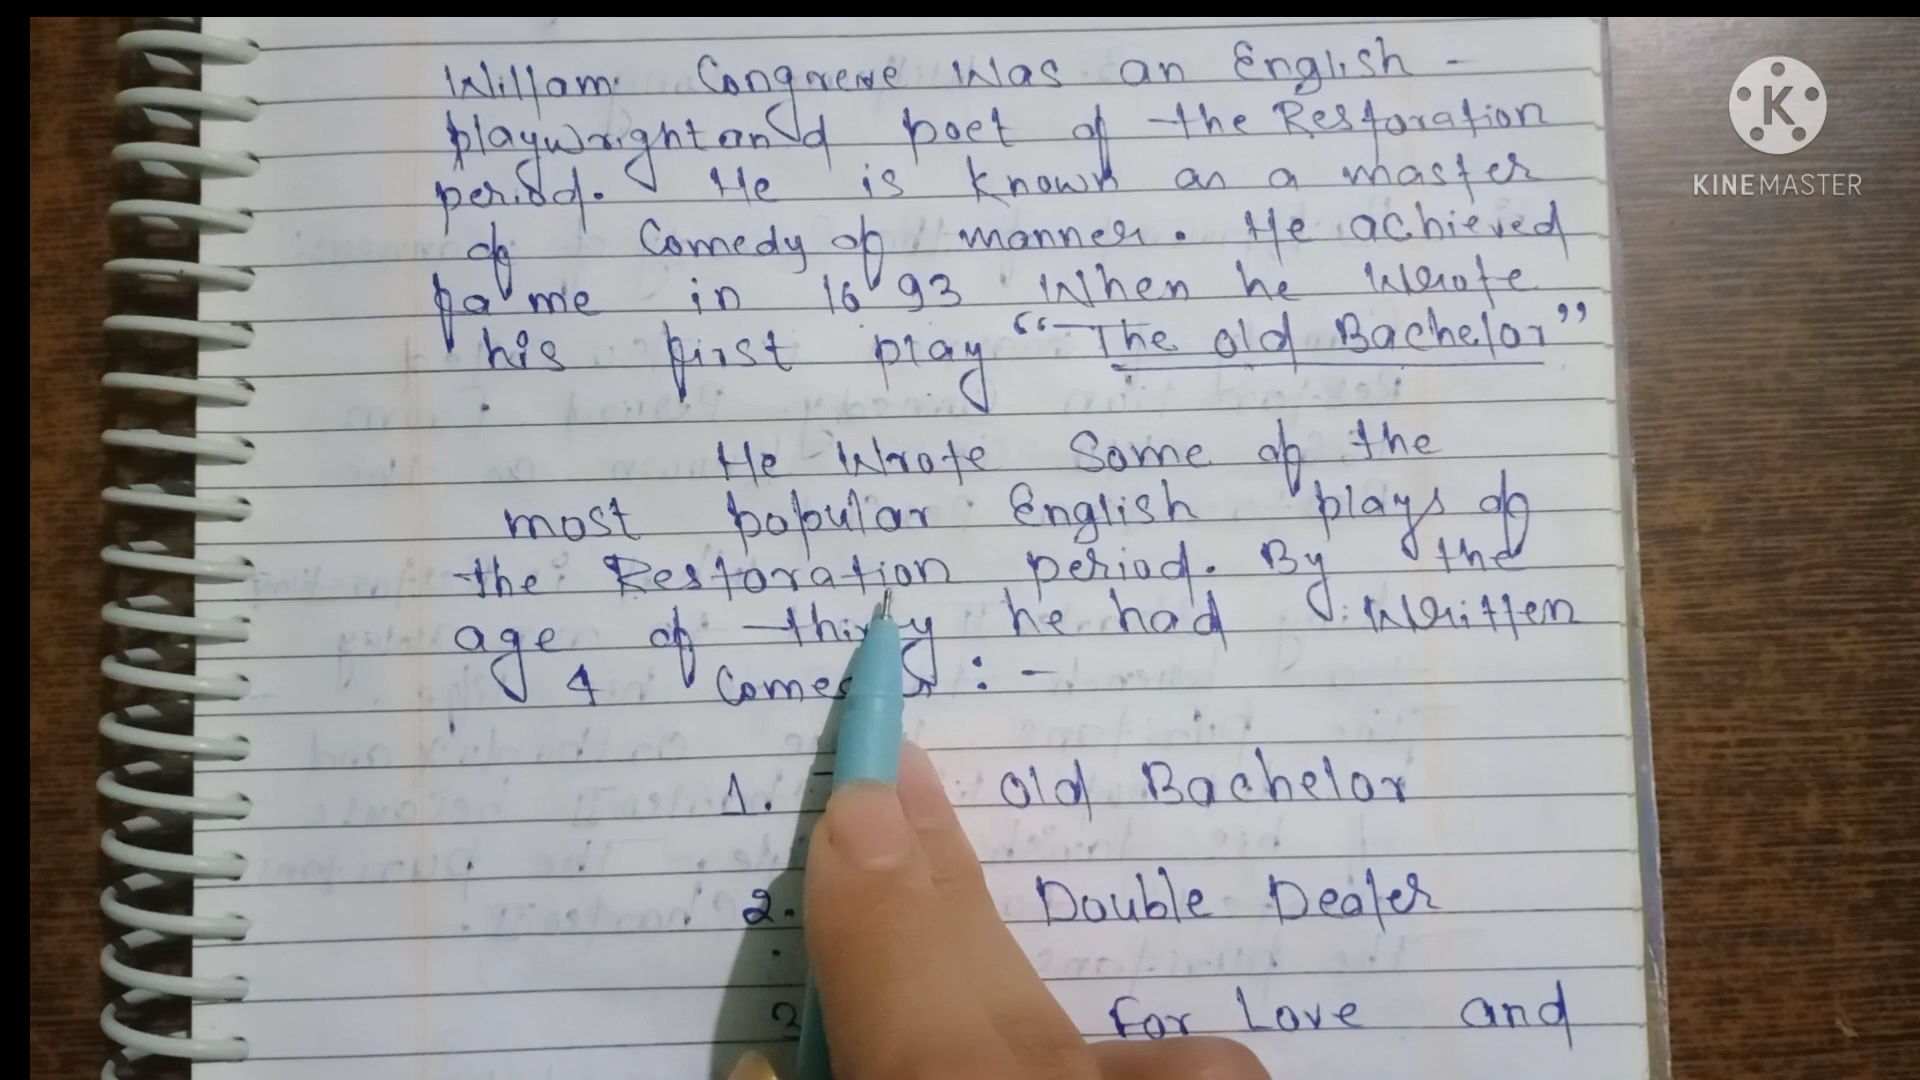 Willam Congreve was an English -
playwright and poet of the Restoration
period. He is known as a master
of Comedy of manner. He achieved
fame in 1693 when he wrote
his first play "The old Bachelor"
He wrote some of the
most popular English plays of
the Restoration period. By the
age of he had written
4 : -
1. old Bachelor
2. Double Dealer
For Love and
K
KINEMASTER